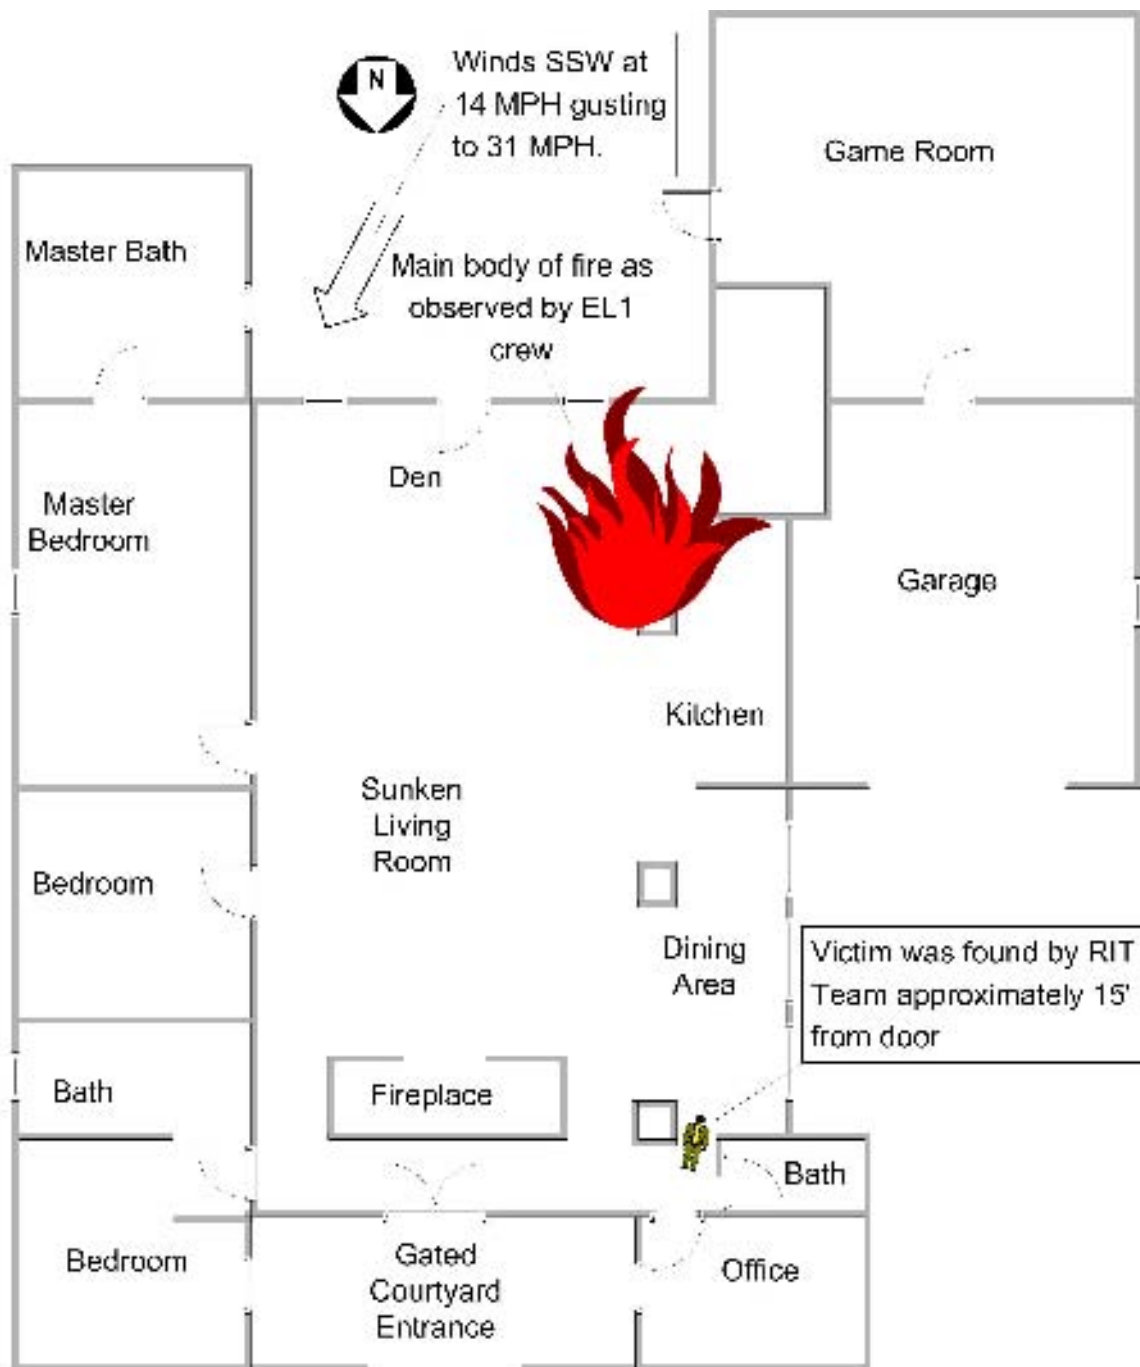 N
Winds SSW at
14 MPH gusting
to 31 MPH.
Game Room
Master Bath
Main body of fire as
observed by EL1
crew
Den
Master
Bedroom
Garage
Kitchen
Sunken
Living
Room
Bedroom
Dining
Area
Victim was found by RIT
Team approximately 15'
from door
Bath
Fireplace
Bath
Bedroom
Gated
Courtyard
Entrance
Office